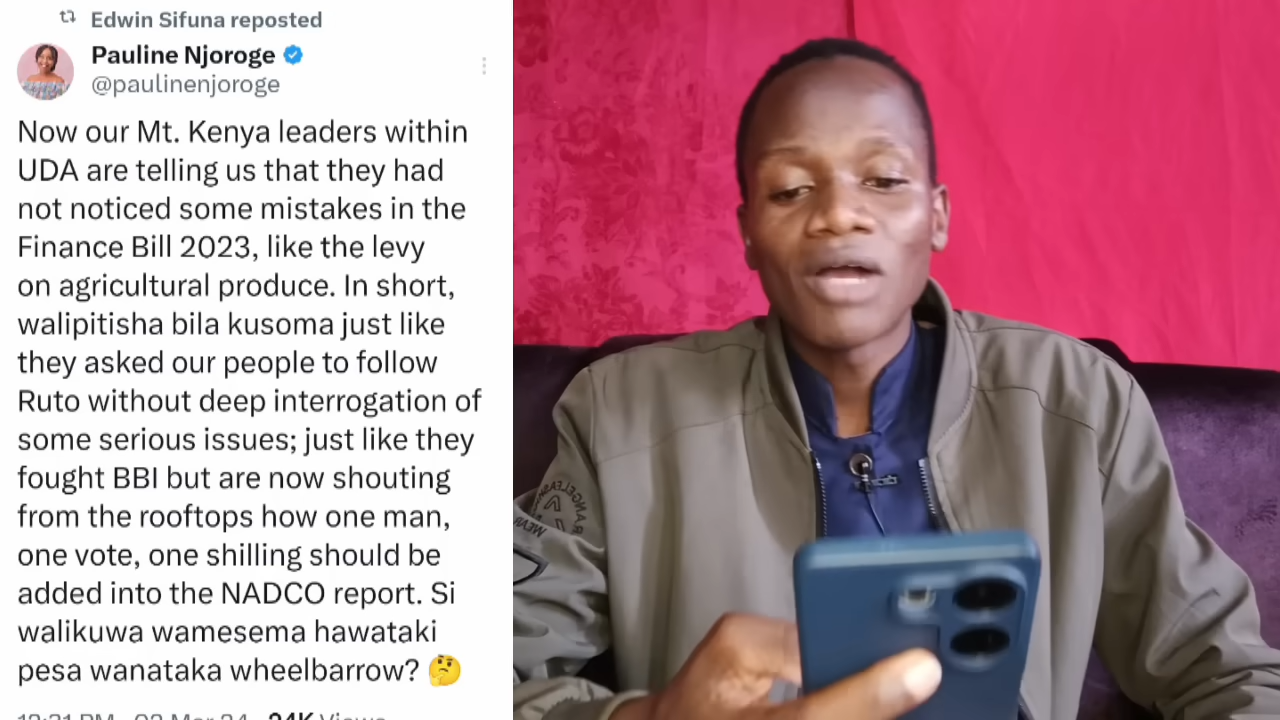 Edwin Sifuna reposted
Pauline Njoroge
@paulinenjoroge
Now our Mt. Kenya leaders within
UDA are telling us that they had
not noticed some mistakes in the
Finance Bill 2023, like the levy
on agricultural produce. In short,
walipitisha bila kusoma just like
they asked our people to follow
Ruto without deep interrogation of
some serious issues; just like they
fought BBI but are now shouting
from the rooftops how one man,
one vote, one shilling should be
added into the NADCO report. Si
walikuwa wamesema hawataki
pesa wanataka wheelbarrow? 🤔